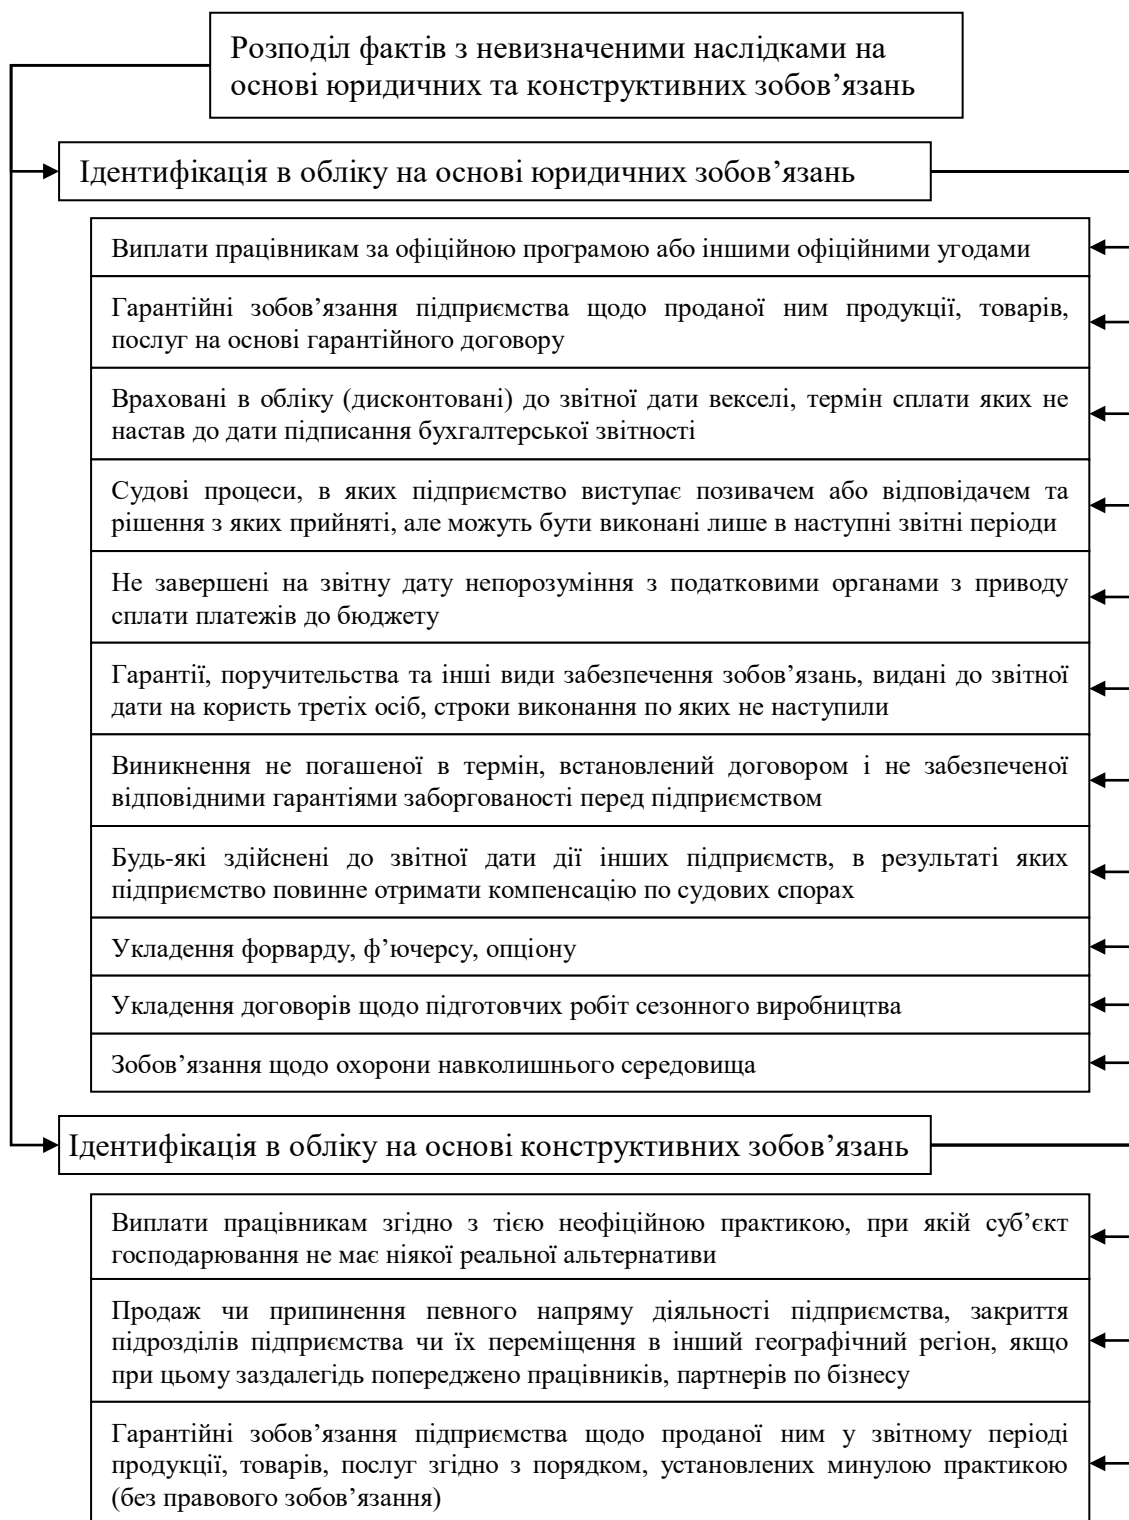 Розподіл фактів з невизначеними наслідками на
основі юридичних та конструктивних зобов’язань
Ідентифікація в обліку на основі юридичних зобов’язань
Виплати працівникам за офіційною програмою або іншими офіційними угодами
Гарантійні зобов’язання підприємства щодо проданої ним продукції, товарів,
послуг на основі гарантійного договору
Враховані в обліку (дисконтовані) до звітної дати векселі, термін сплати яких не
настав до дати підписання бухгалтерської звітності
Судові процеси, в яких підприємство виступає позивачем або відповідачем та
рішення з яких прийняті, але можуть бути виконані лише в наступні звітні періоди
Не завершені на звітну дату непорозуміння з податковими органами з приводу
сплати платежів до бюджету
Гарантії, поручительства та інші види забезпечення зобов’язань, видані до звітної
дати на користь третіх осіб, строки виконання по яких не наступили
Виникнення не погашеної в термін, встановлений договором і не забезпеченої
відповідними гарантіями заборгованості перед підприємством
Будь-які здійснені до звітної дати дії інших підприємств, в результаті яких
підприємство повинне отримати компенсацію по судових спорах
Укладення форварду, ф’ючерсу, опціону
Укладення договорів щодо підготовчих робіт сезонного виробництва
Зобов’язання щодо охорони навколишнього середовища
Ідентифікація в обліку на основі конструктивних зобов’язань
Виплати працівникам згідно з тією неофіційною практикою, при якій суб’єкт
господарювання не має ніякої реальної альтернативи
Продаж чи припинення певного напряму діяльності підприємства, закриття
підрозділів підприємства чи їх переміщення в інший географічний регіон, якщо
при цьому заздалегідь попереджено працівників, партнерів по бізнесу
Гарантійні зобов’язання підприємства щодо проданої ним у звітному періоді
продукції, товарів, послуг згідно з порядком, установлених минулою практикою
(без правового зобов’язання)